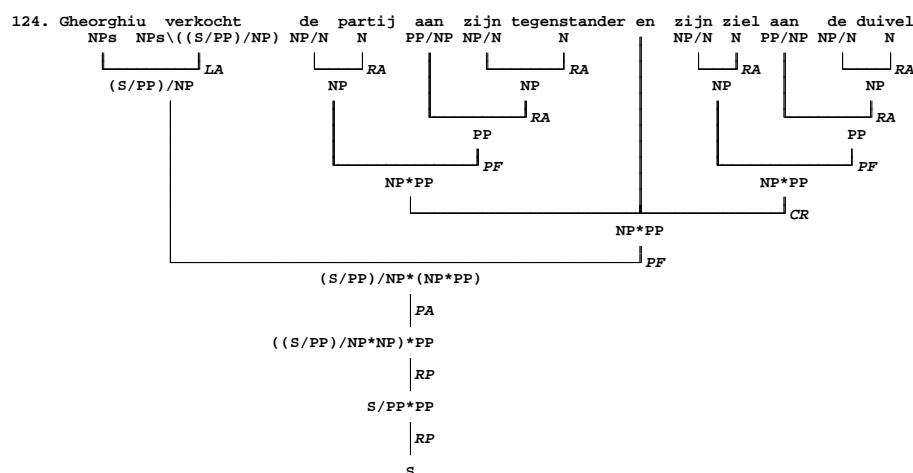 124. Gheorghiu verkocht de partij aan zijn tegenstander en zijn ziel aan de duivel
NPs NPs\((S/PP)/NP) NP/N N PP/NP NP/N N NP/N N PP/NP NP/N N
LA RA RA RA RA
(S/PP)/NP NP NP NP NP
RA RA
PP PP
PF PF
NP*PP NP*PP
CR
NP*PP
PF
(S/PP)/NP*(NP*PP)
PA
((S/PP)/NP*NP)*PP
RP
S/PP*PP
RP
S